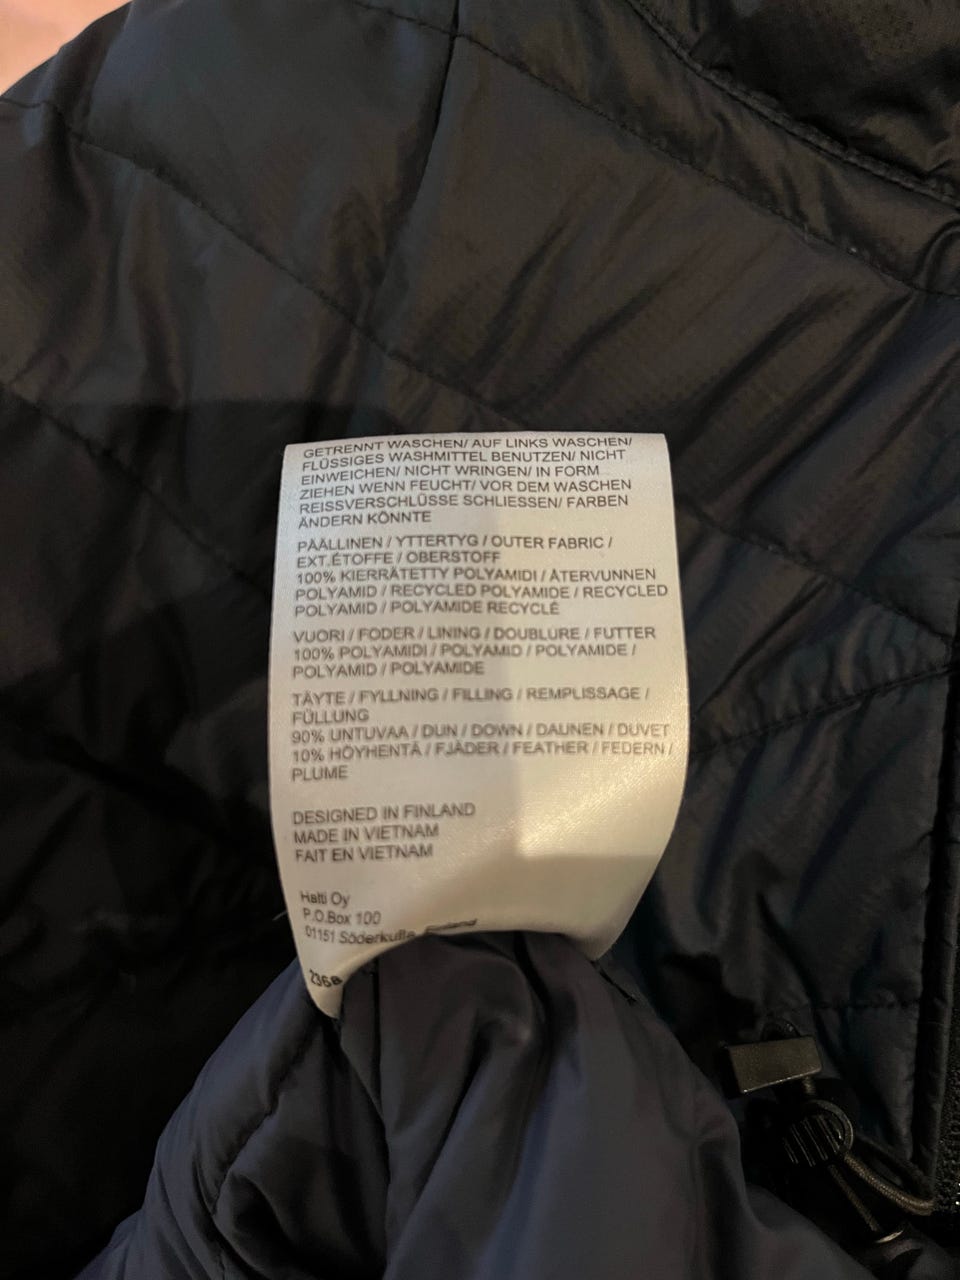 GETRENNT WASCHEN/ AUF LINKS WASCHEN/
FLÜSSIGES WASHMITTEL BENUTZEN/ NICHT
EINWEICHEN/ NICHT WRINGEN/ IN FORM
ZIEHEN WENN FEUCHT/ VOR DEM WASCHEN
REISSVERSCHLÜSSE SCHLIESSEN/ FARBEN
ÄNDERN KÖNNTE
PÄÄLLINEN / YTTERTYG / OUTER FABRIC /
EXT.ÉTOFFE / OBERSTOFF
100% KIERRÄTETTY POLYAMIDI / ÅTERVUNNEN
POLYAMID / RECYCLED POLYAMIDE / RECYCLED
POLYAMID / POLYAMIDE RECYCLÉ
VUORI / FODER / LINING / DOUBLURE / FUTTER
100% POLYAMIDI / POLYAMID / POLYAMIDE /
POLYAMID / POLYAMIDE
TÄYTE / FYLLNING / FILLING / REMPLISSAGE /
FÜLLUNG
90% UNTUVAA / DUN / DOWN / DAUNEN / DUVET
10% HÖYHENTÄ / FJÄDER / FEATHER / FEDERN /
PLUME
DESIGNED IN FINLAND
MADE IN VIETNAM
FAIT EN VIETNAM
Halti Oy
P.O.Box 100
01151 Söderkulla, Finland